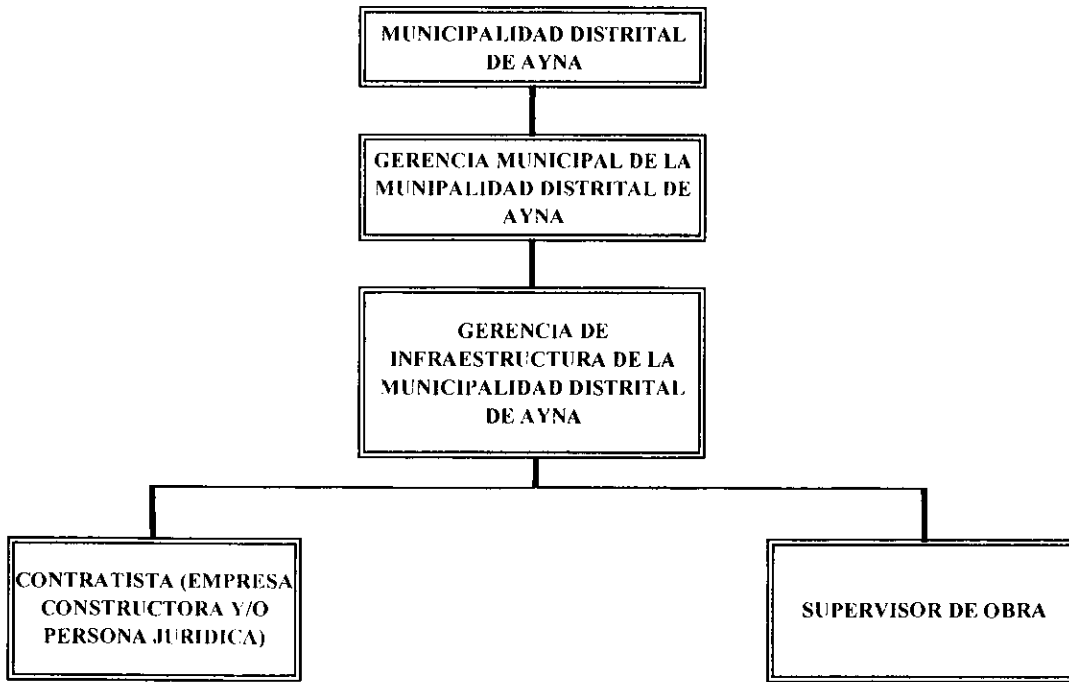 MUNICIPALIDAD DISTRITAL
DE AYNA
GERENCIA MUNICIPAL DE LA
MUNIPALIDAD DISTRITAL DE
AYNA
GERENCIA DE
INFRAESTRUCTURA DE LA
MUNICIPALIDAD DISTRITAL
DE AYNA
CONTRATISTA (EMPRESA
CONSTRUCTORA Y/O
PERSONA JURIDICA)
SUPERVISOR DE OBRA